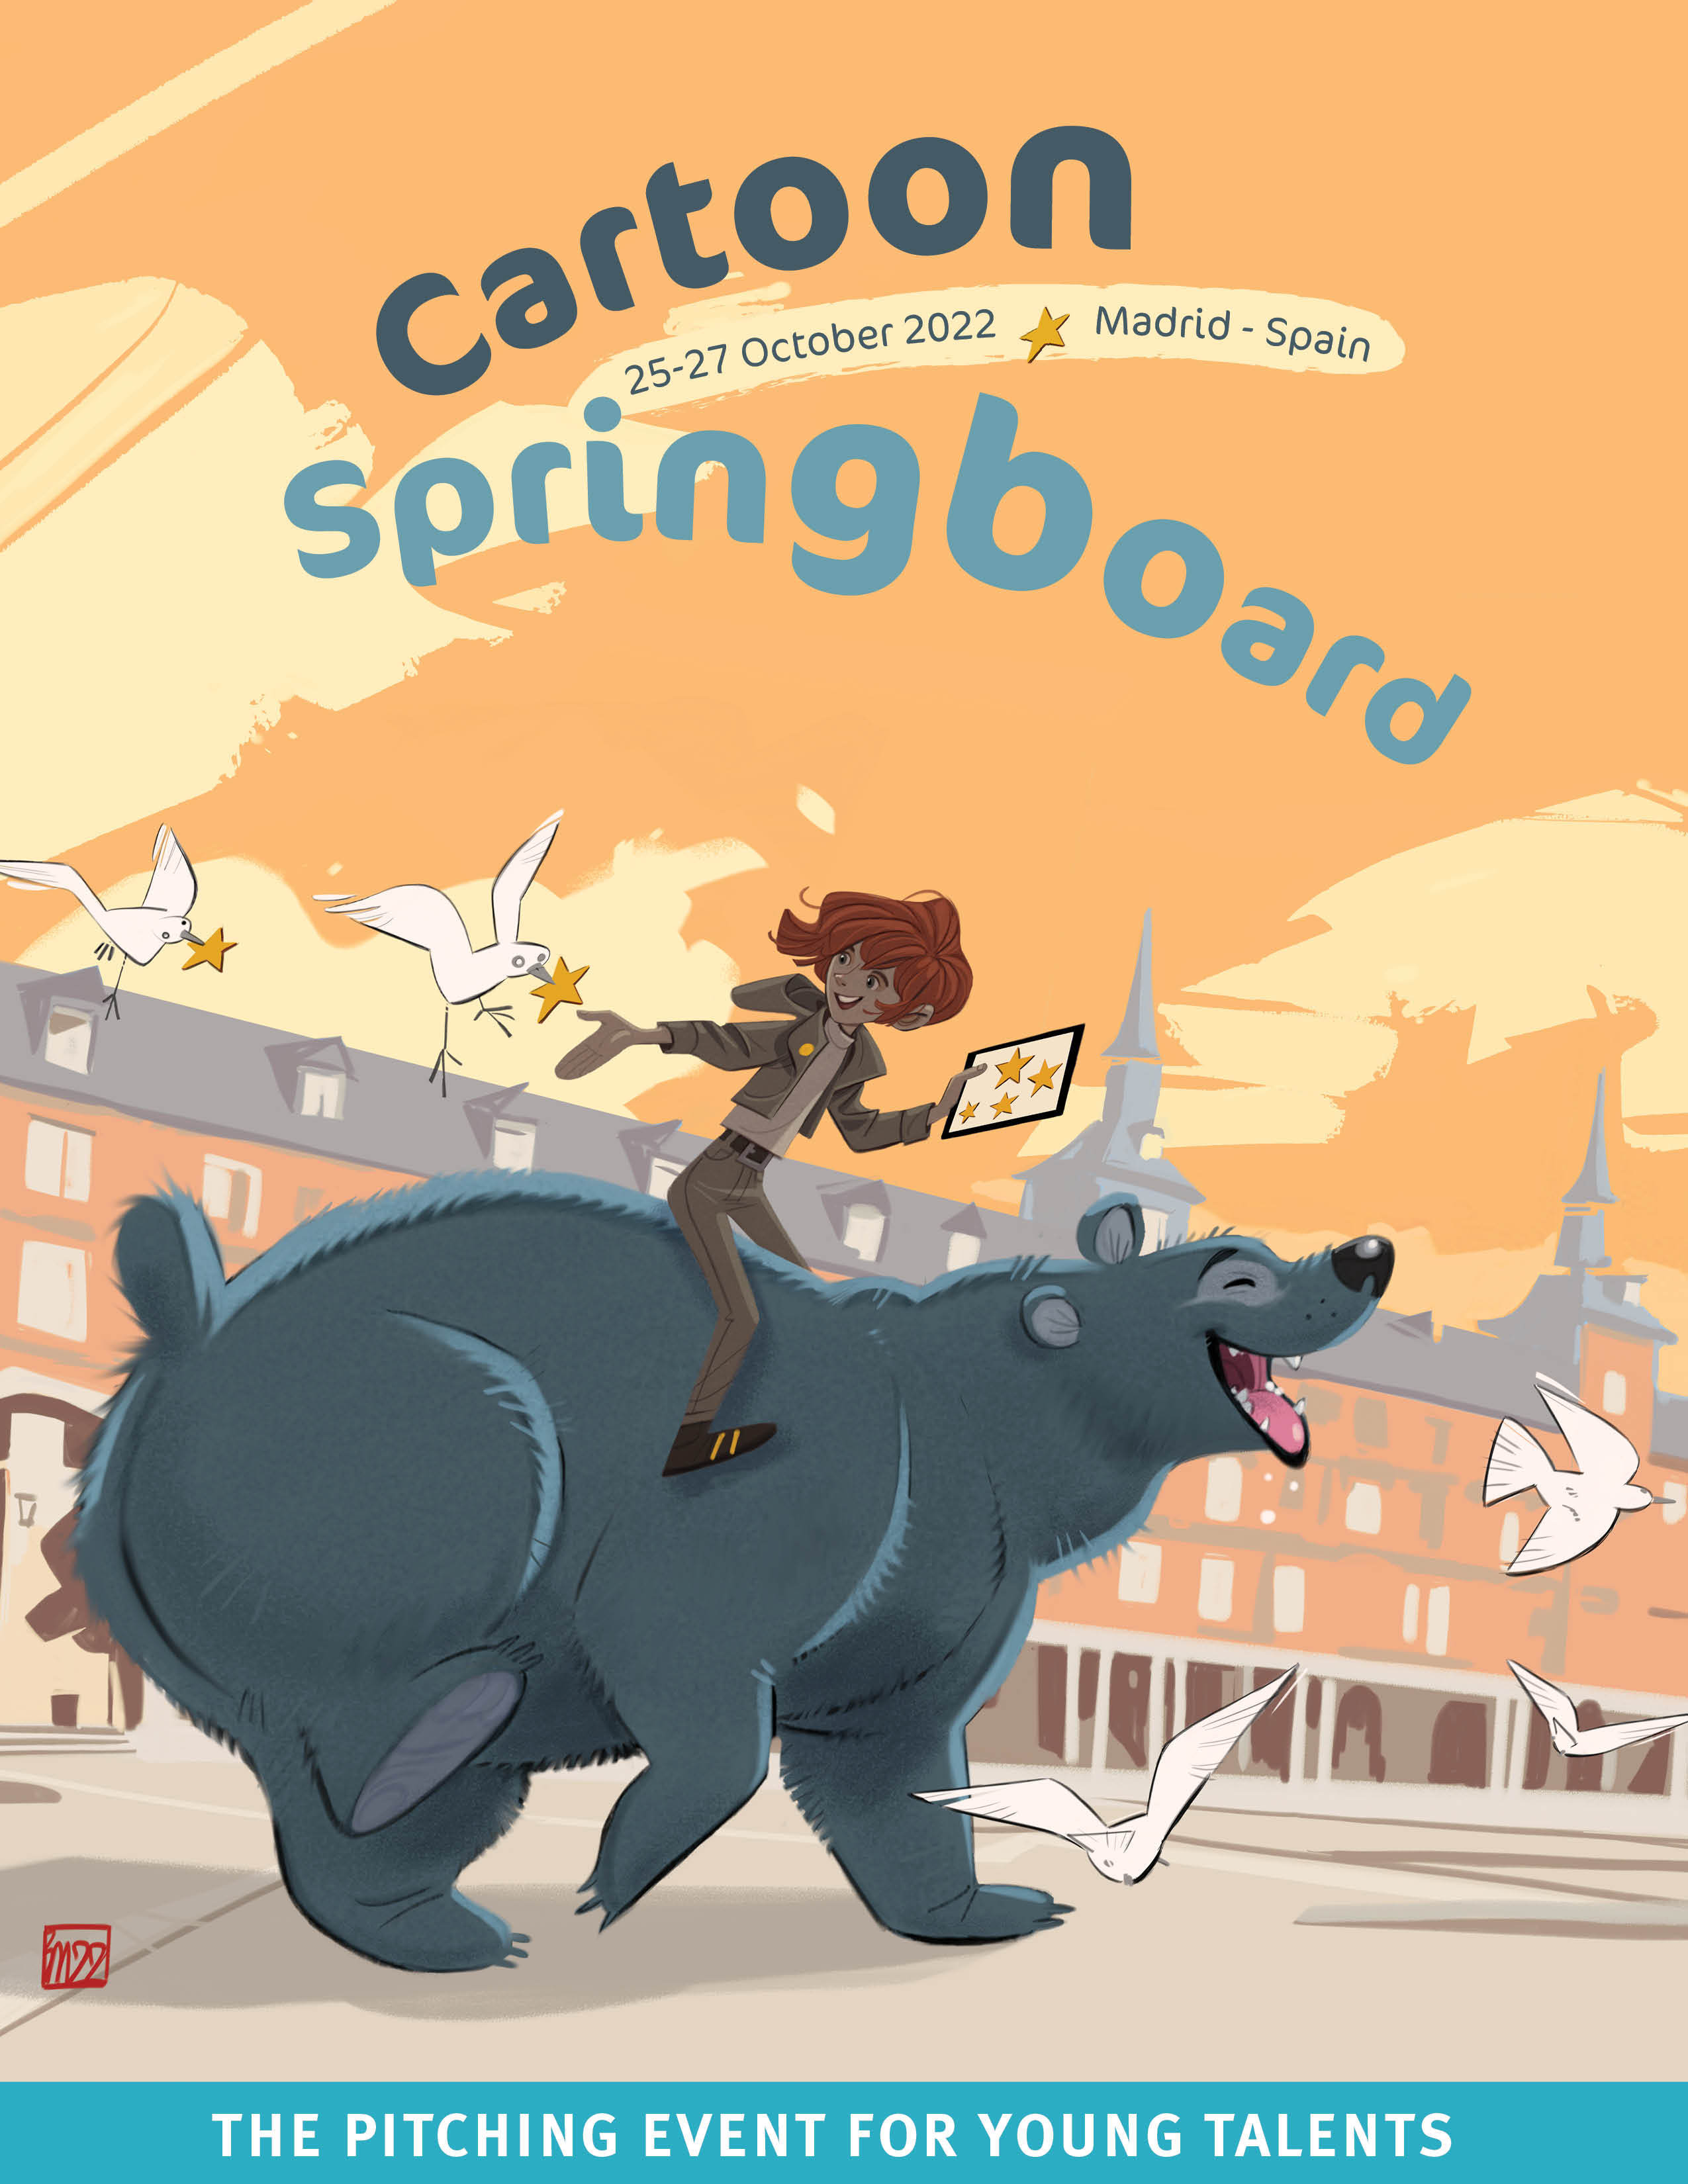 Cartoon
25-27 October 2022 Madrid - Spain
springboard
THE PITCHING EVENT FOR YOUNG TALENTS